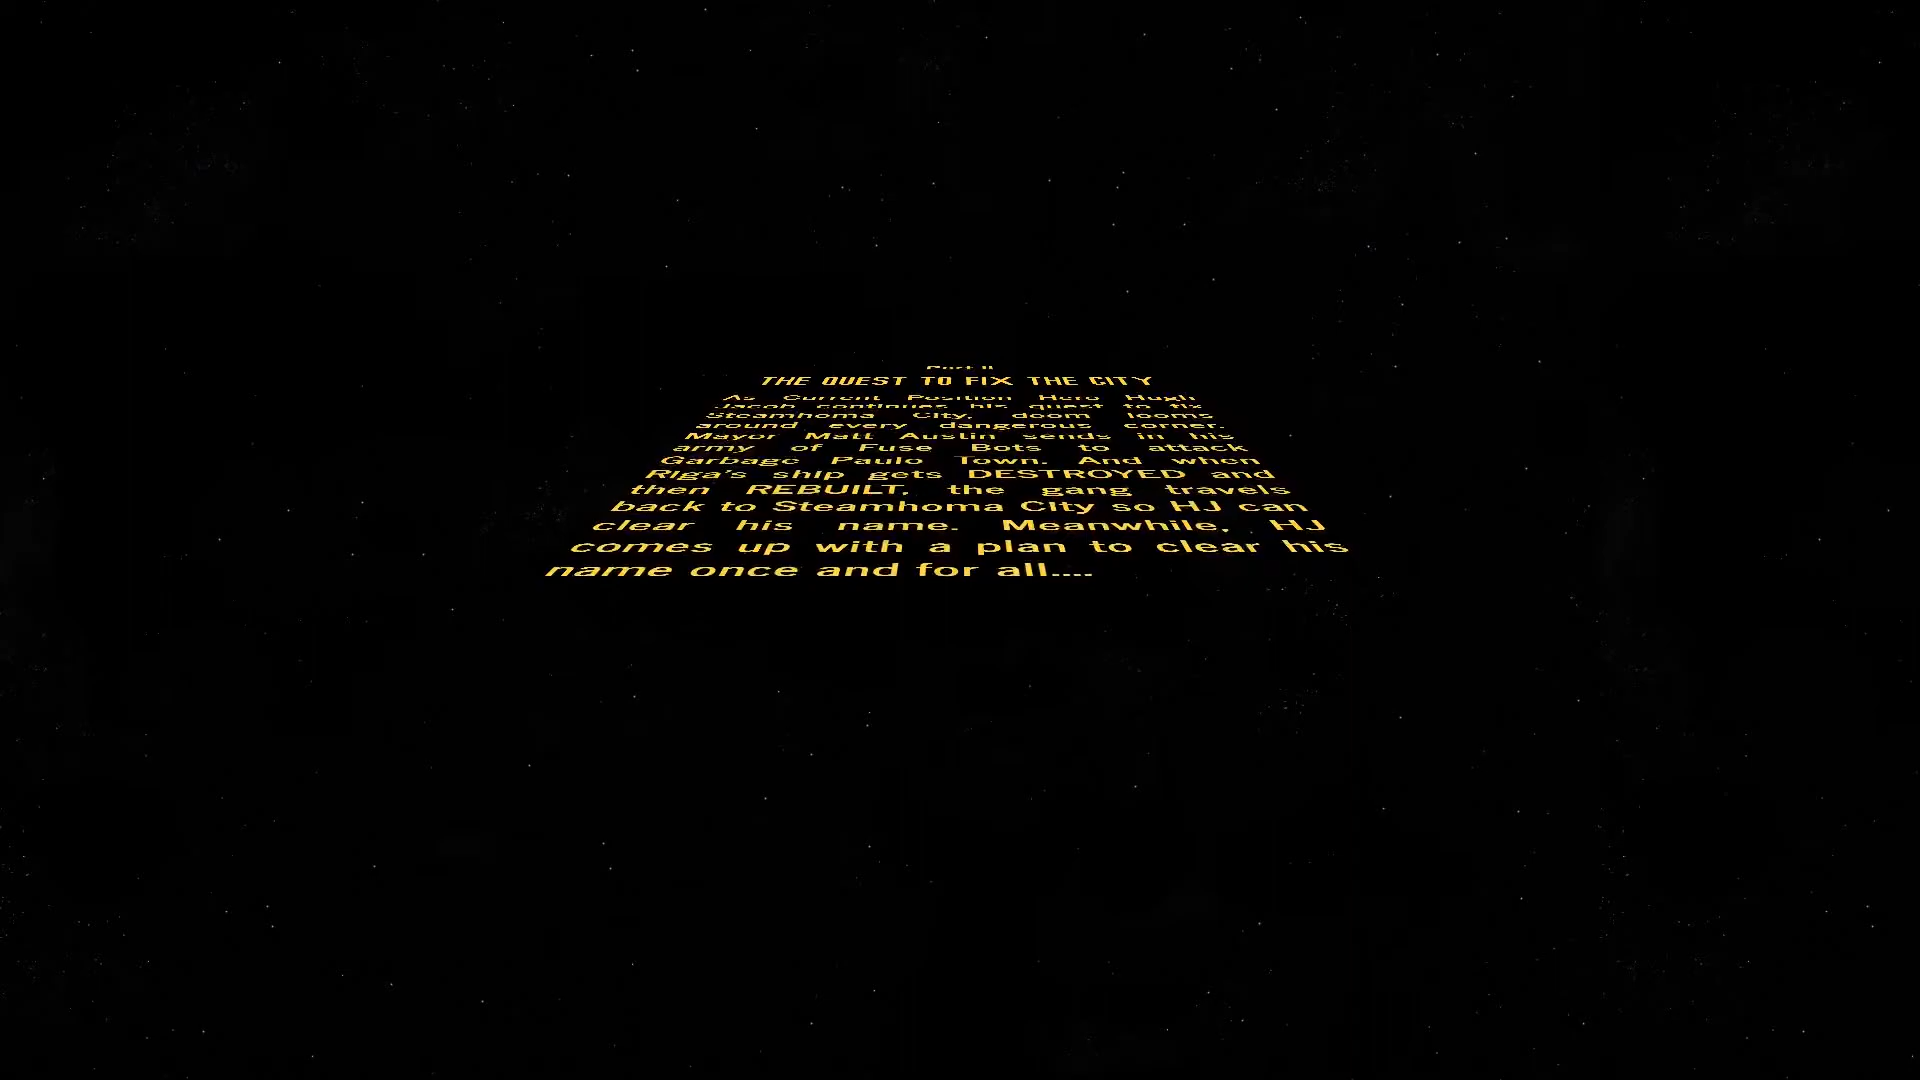 Part II
THE QUEST TO FIX THE CITY
As Current Position Hero Hugh
Jacob continues his quest to fix
Steamhoma City, doom looms
around every dangerous corner.
Mayor Matt Austin sends in his
army of Fuse Bots to attack
Garbage Paulo Town. And when
Riga's ship gets DESTROYED and
then REBUILT, the gang travels
back to Steamhoma City so HJ can
clear his name. Meanwhile, HJ
comes up with a plan to clear his
name once and for all....